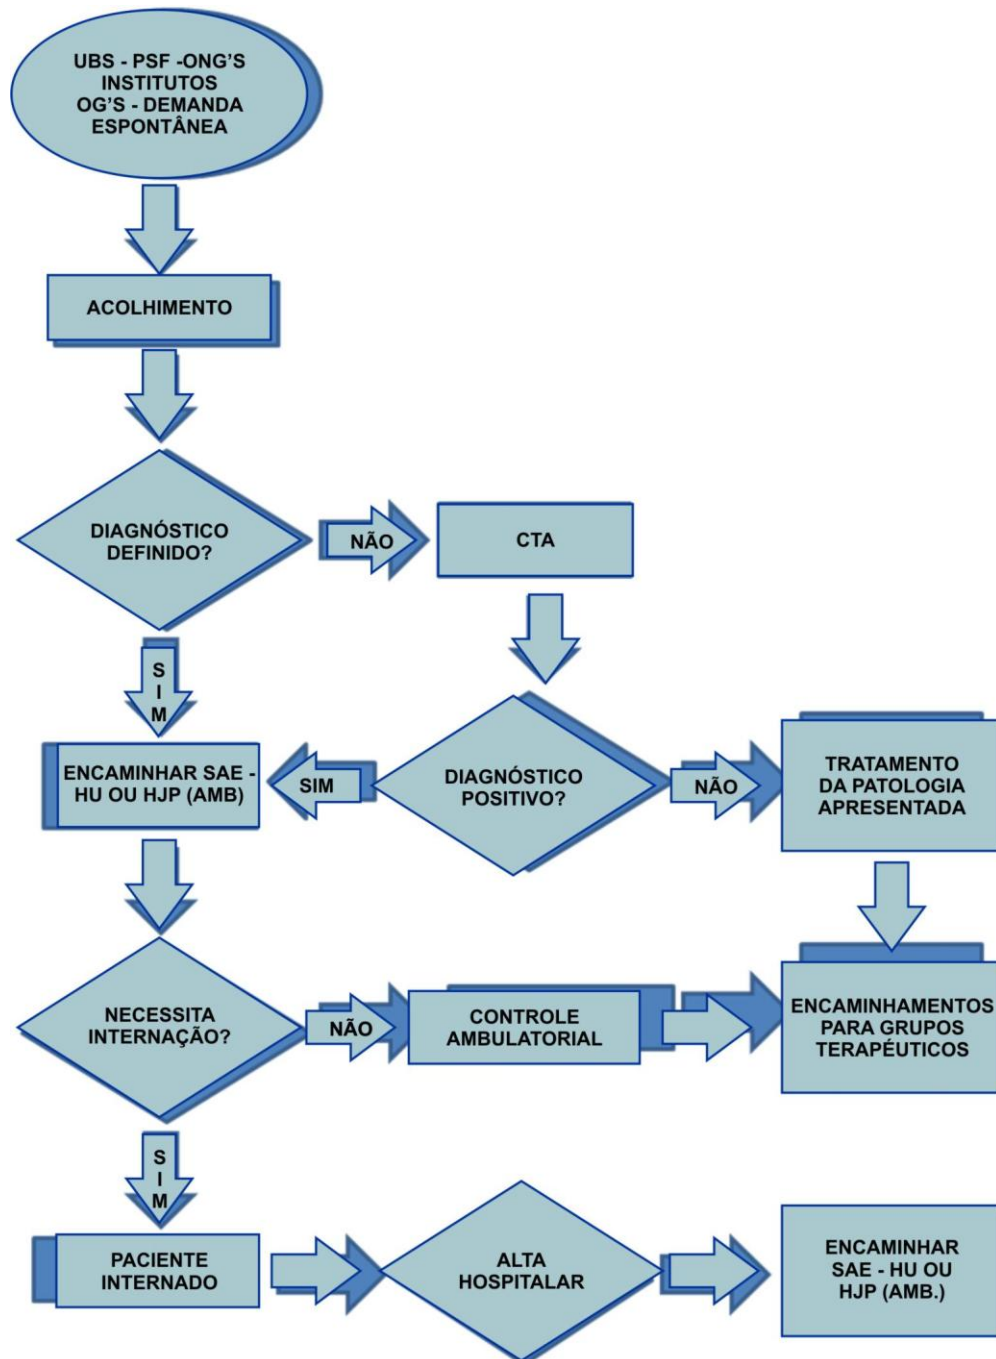 UBS - PSF -ONG'S
INSTITUTOS
OG'S - DEMANDA
ESPONTÂNEA
ACOLHIMENTO
DIAGNÓSTICO
DEFINIDO?
NÃO
CTA
S
I
M
ENCAMINHAR SAE -
HU OU HJP (AMB)
SIM
DIAGNÓSTICO
POSITIVO?
NÃO
TRATAMENTO
DA PATOLOGIA
APRESENTADA
NECESSITA
INTERNAÇÃO?
NÃO
CONTROLE
AMBULATORIAL
ENCAMINHAMENTOS
PARA GRUPOS
TERAPÉUTICOS
S
I
M
PACIENTE
INTERNADO
ALTA
HOSPITALAR
ENCAMINHAR
SAE - HU OU
HJP (AMB.)